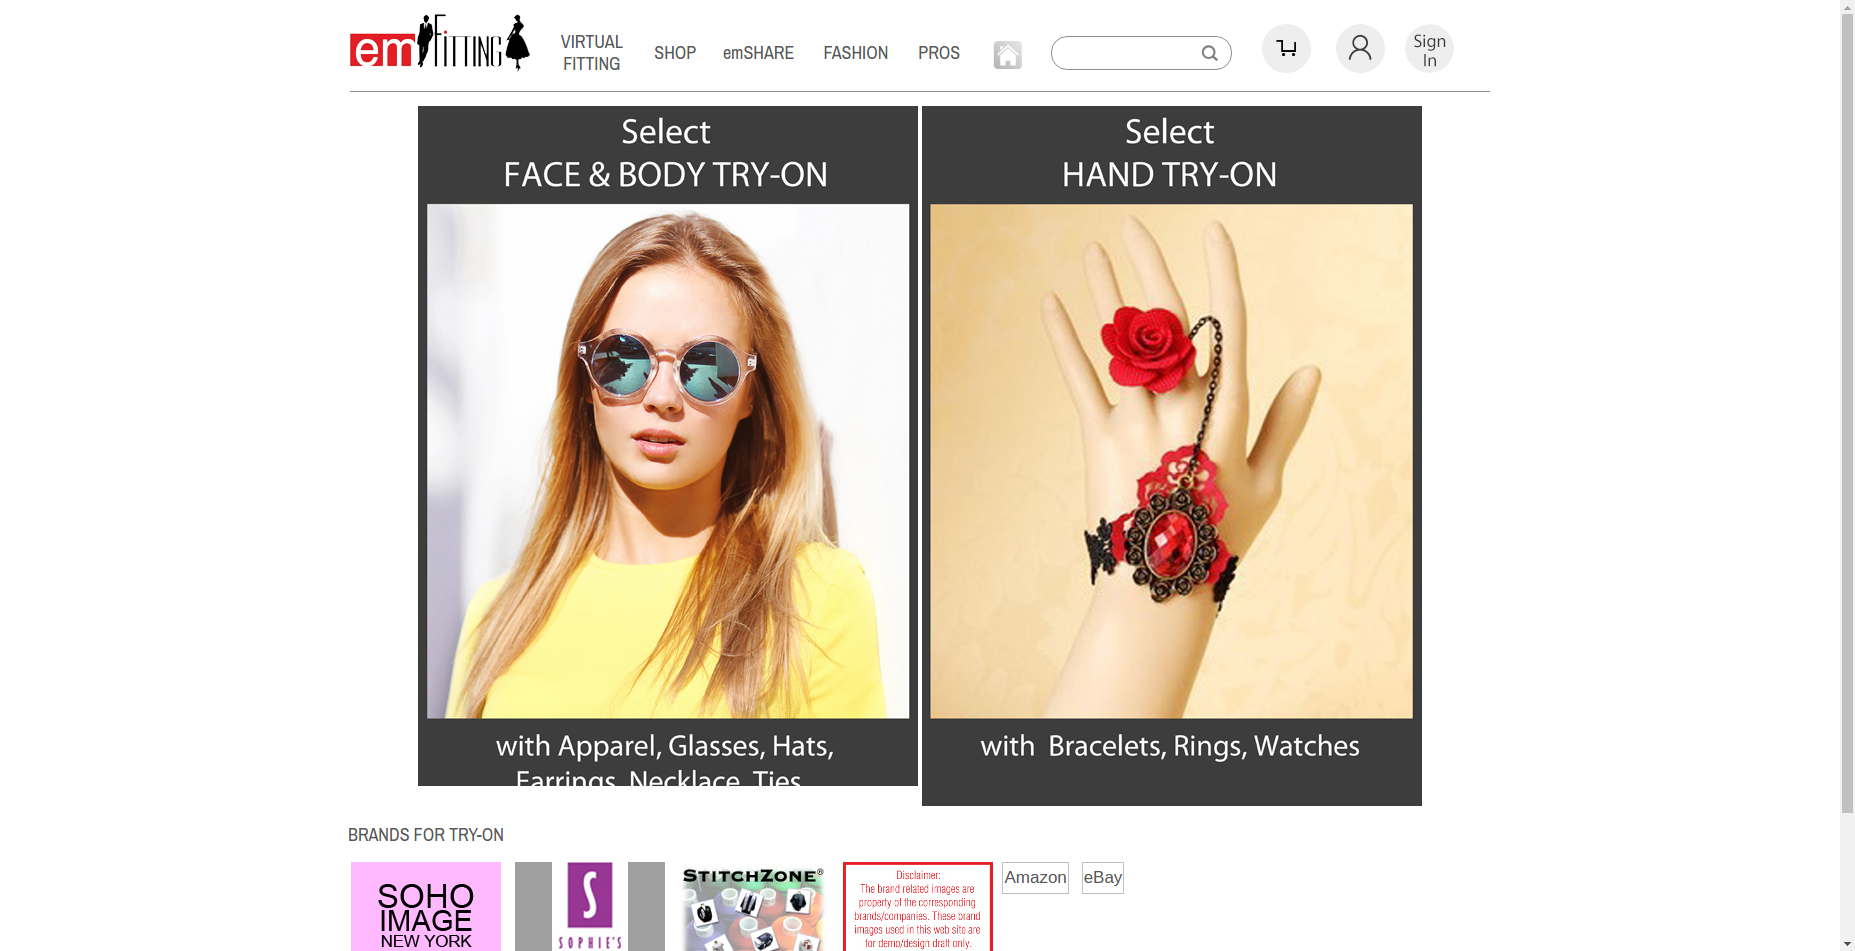 em FITTING
VIRTUAL
FITTING
SHOP
emSHARE
FASHION
PROS
Sign
In
Select
FACE & BODY TRY-ON
Select
HAND TRY-ON
with Apparel, Glasses, Hats,
Earrings, Necklace, Ties
with Bracelets, Rings, Watches
BRANDS FOR TRY-ON
SOHO
IMAGE
NEW YORK
S
SOPHIE'S
STITCHZONE®
Disclaimer:
The brand related images are
property of the corresponding
brands/companies. These brand
images used in this web site are
for demo/design draft only.
Amazon
eBay